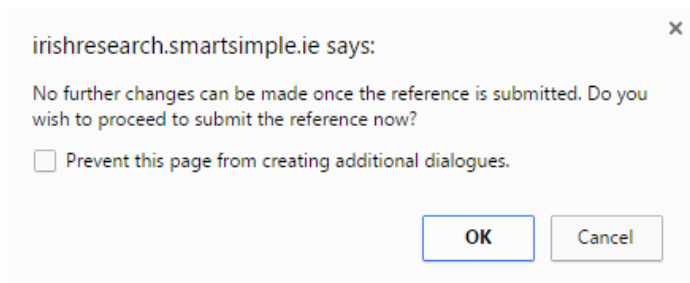 irishresearch.smartsimple.ie says:
No further changes can be made once the reference is submitted. Do you
wish to proceed to submit the reference now?
Prevent this page from creating additional dialogues.
OK Cancel